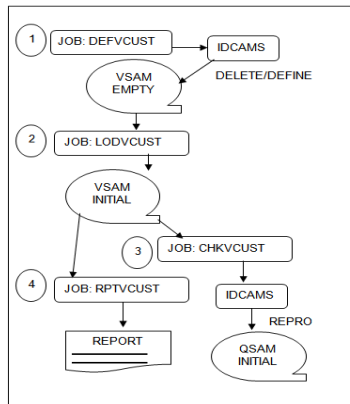 1
JOB: DEFVCUST
IDCAMS
DELETE/DEFINE
VSAM
EMPTY
2
JOB: LODVCUST
VSAM
INITIAL
3
JOB: CHKVCUST
4
JOB: RPTVCUST
IDCAMS
REPRO
REPORT
QSAM
INITIAL